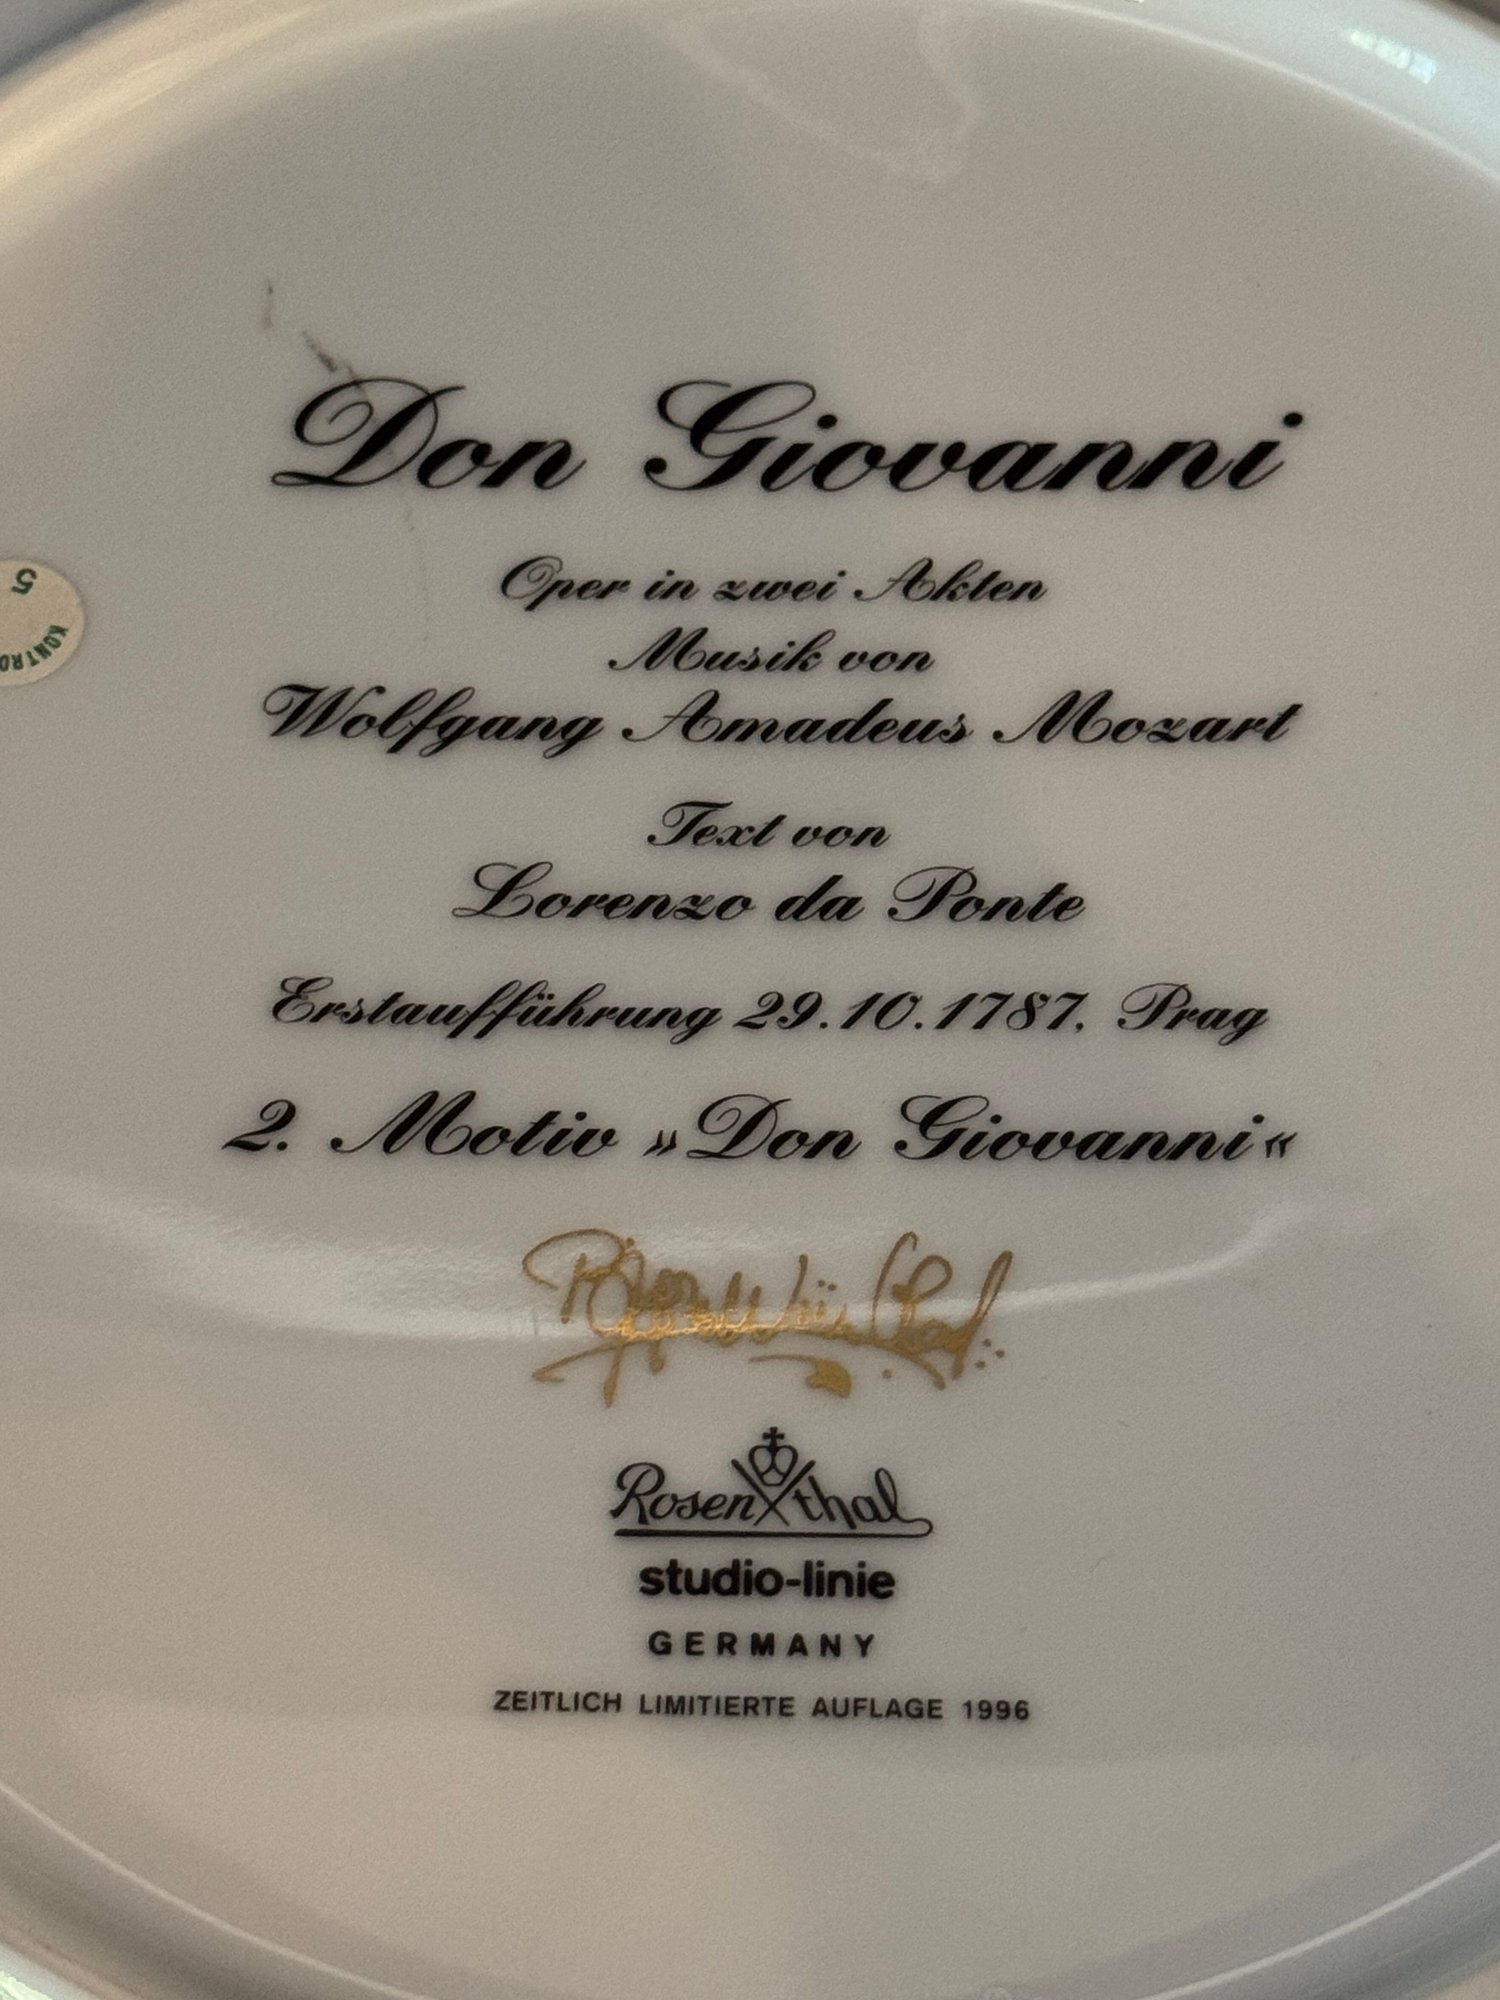 Don Giovanni
Oper in zwei Akten
Musik von
Wolfgang Amadeus Mozart
Text von
Lorenzo da Ponte
Erstaufführung 29.10.1787, Prag
2. Motiv »Don Giovanni«
Rosenthal
studio-linie
GERMANY
ZEITLICH LIMITIERTE AUFLAGE 1996
5